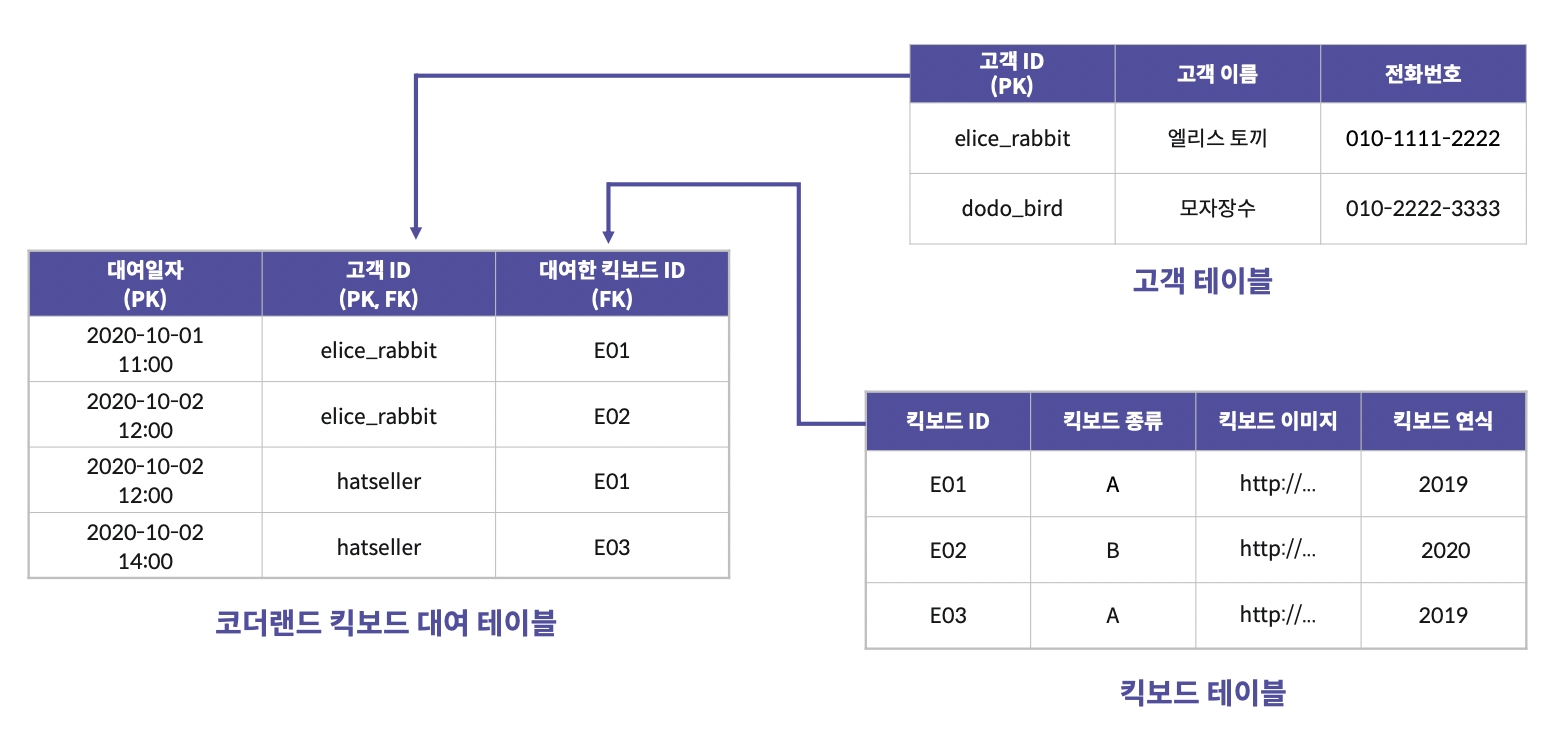 고객 ID
(PK)
고객 이름
전화번호
elice_rabbit
엘리스 토끼
010-1111-2222
dodo_bird
모자장수
010-2222-3333
고객 테이블
대여일자
(PK)
고객 ID
(PK, FK)
대여한 킥보드 ID
(FK)
2020-10-01
11:00
elice_rabbit
E01
2020-10-02
12:00
elice_rabbit
E02
2020-10-02
12:00
hatseller
E01
2020-10-02
14:00
hatseller
E03
코더랜드 킥보드 대여 테이블
킥보드 ID
킥보드 종류
킥보드 이미지
킥보드 연식
E01
A
http://...
2019
E02
B
http://...
2020
E03
A
http://...
2019
킥보드 테이블